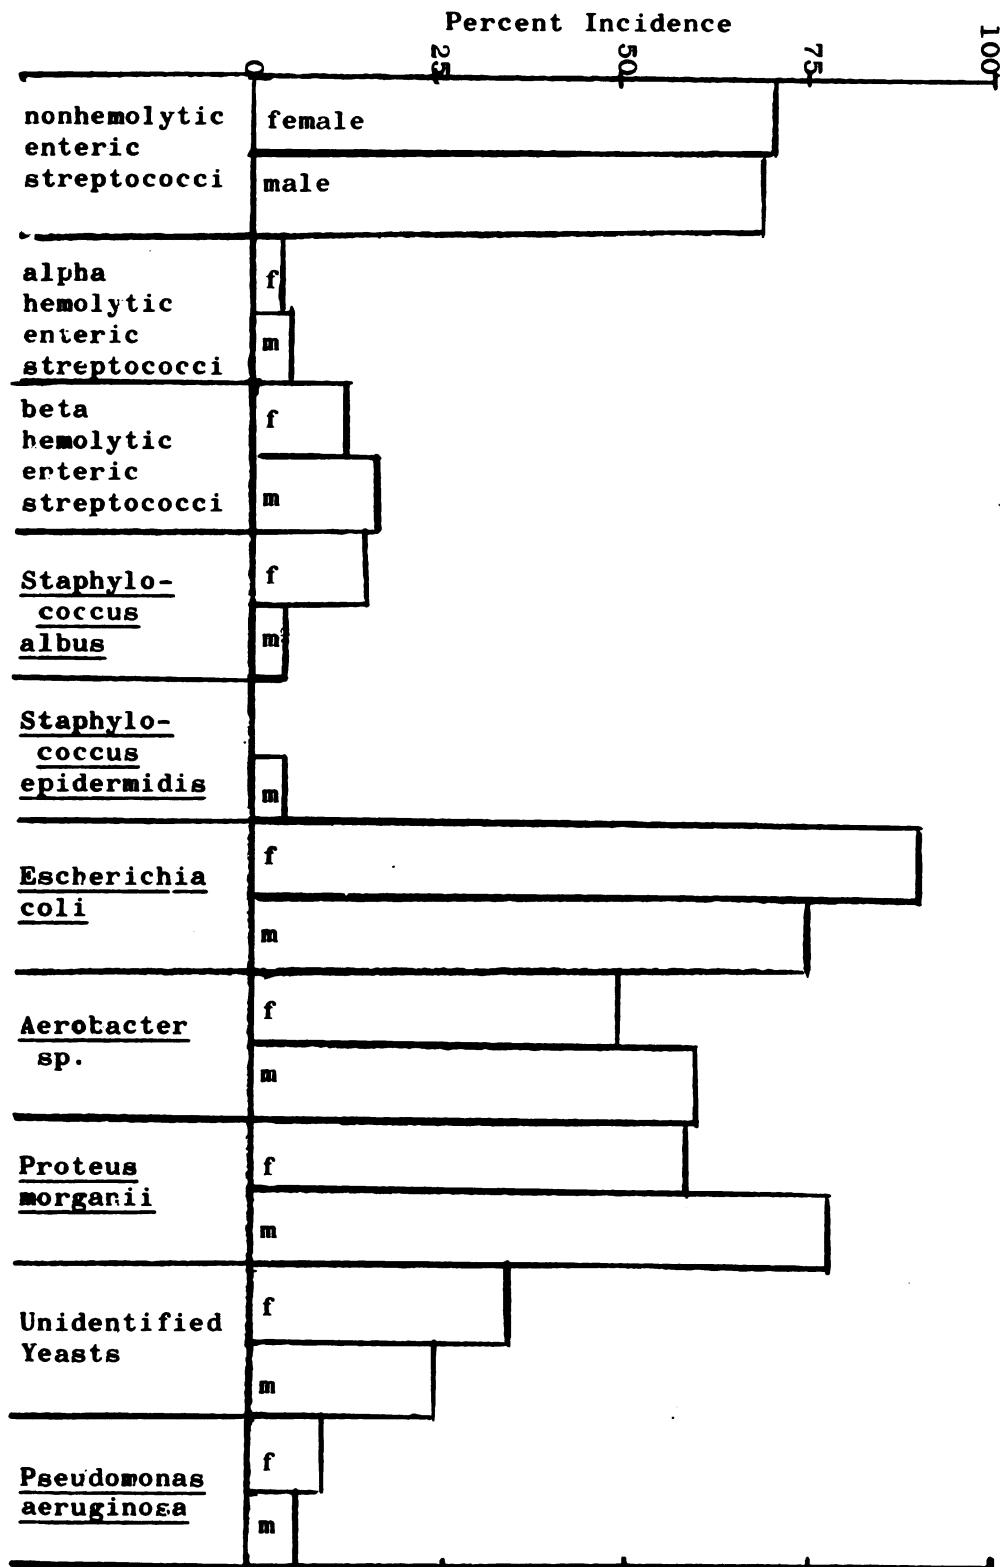 Percent Incidence
0 25 50 75 100
nonhemolytic
enteric
streptococci
female
male
alpha
hemolytic
enteric
streptococci
f
m
beta
hemolytic
enteric
streptococci
f
m
Staphylo-
coccus
albus
f
m
Staphylo-
coccus
epidermidis
m
Escherichia
coli
f
m
Aerobacter
sp.
f
m
Proteus
morganii
f
m
Unidentified
Yeasts
f
m
Pseudomonas
aeruginosa
f
m